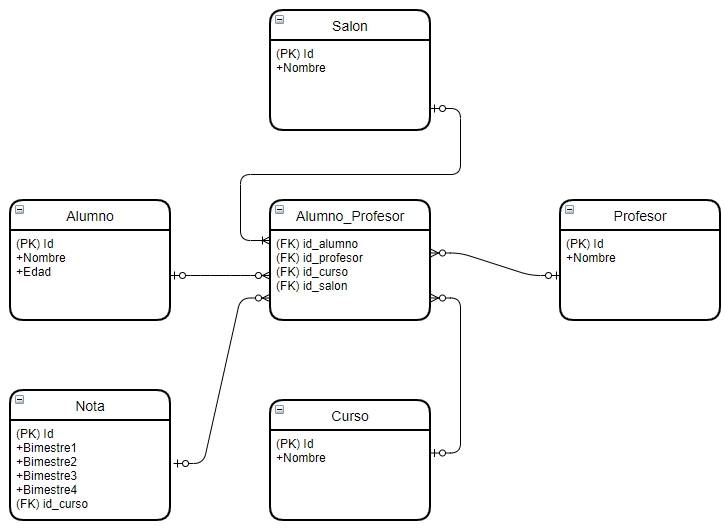 Salon
(PK) Id
+Nombre
Alumno
(PK) Id
+Nombre
+Edad
Alumno_Profesor
(FK) id_alumno
(FK) id_profesor
(FK) id_curso
(FK) id_salon
Profesor
(PK) Id
+Nombre
Nota
(PK) Id
+Bimestre1
+Bimestre2
+Bimestre3
+Bimestre4
(FK) id_curso
Curso
(PK) Id
+Nombre